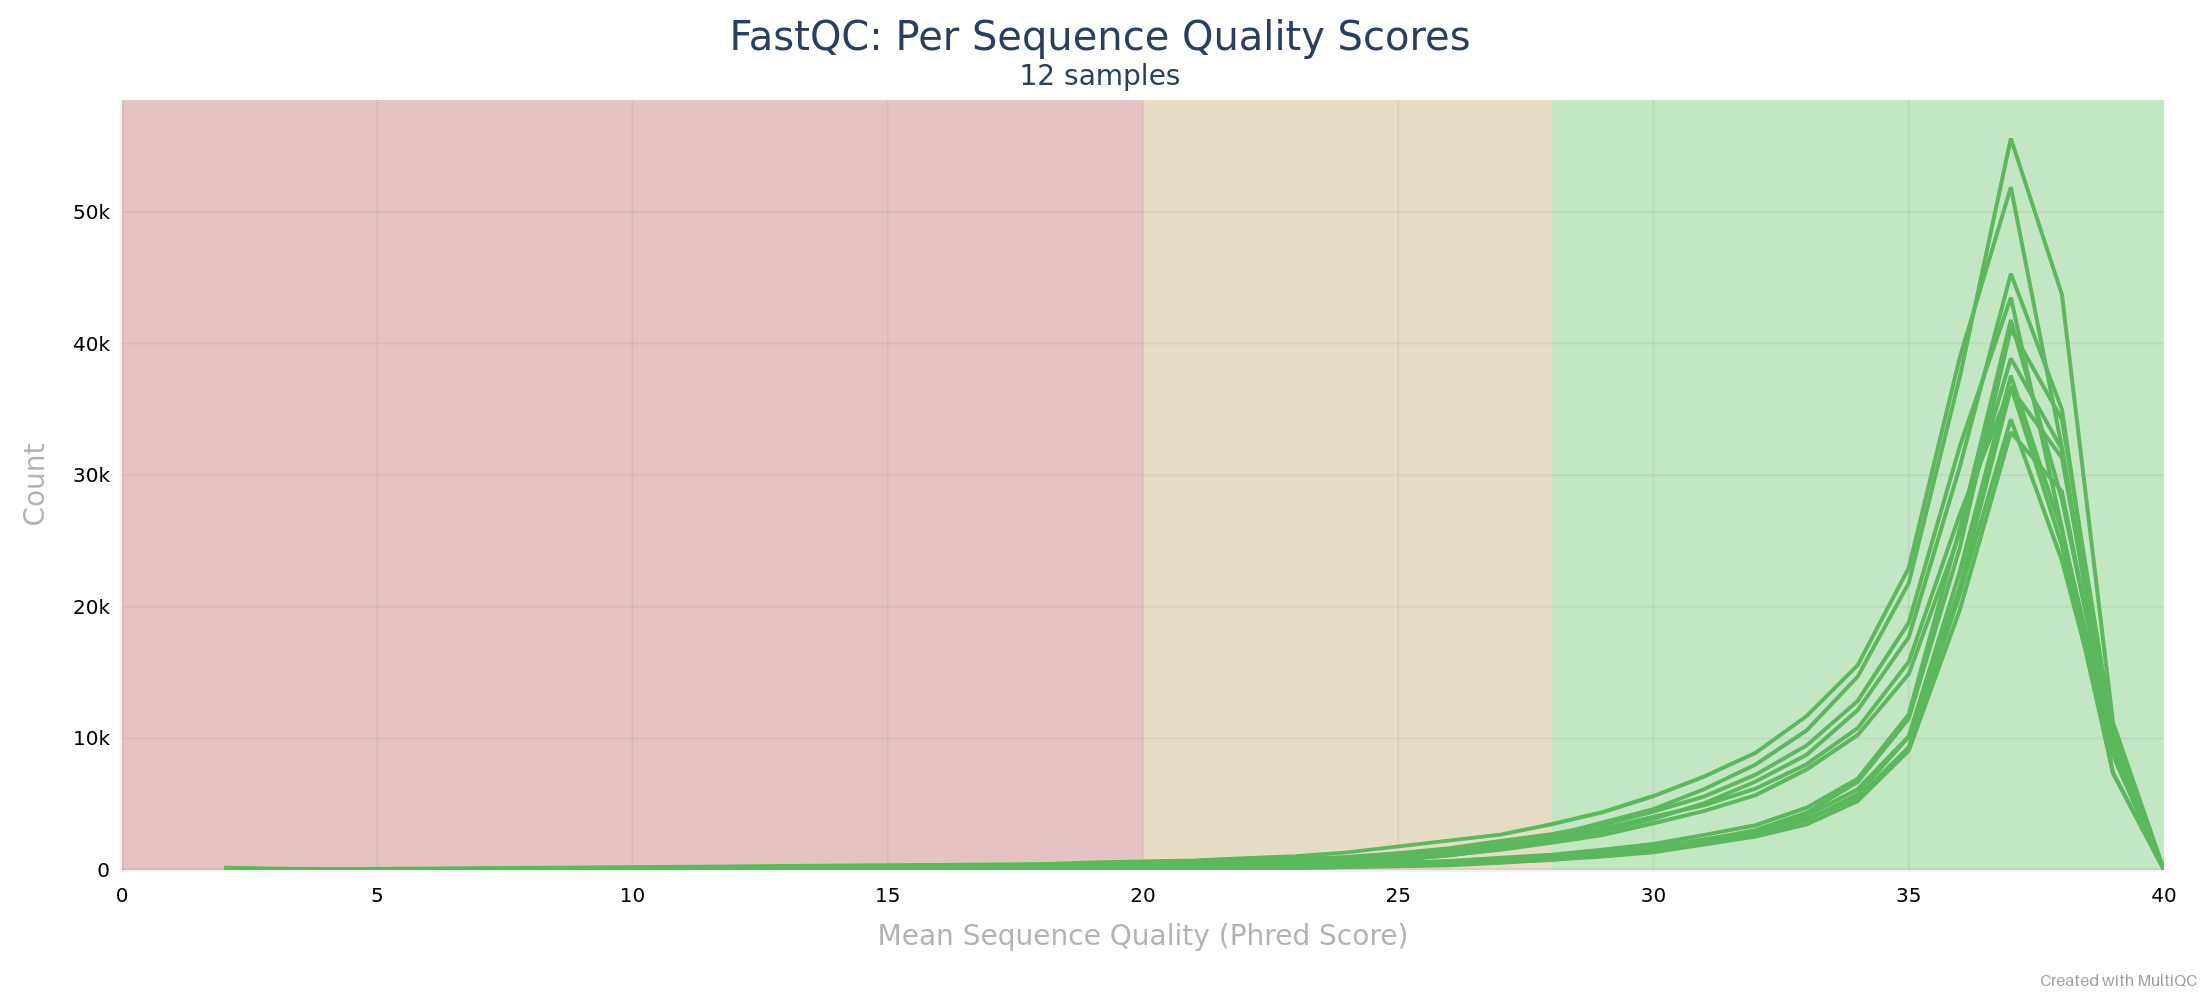 FastQC: Per Sequence Quality Scores
12 samples
50k
40k
30k
20k
10k
0
Count
0 5 10 15 20 25 30 35 40
Mean Sequence Quality (Phred Score)
Created with MultiQC